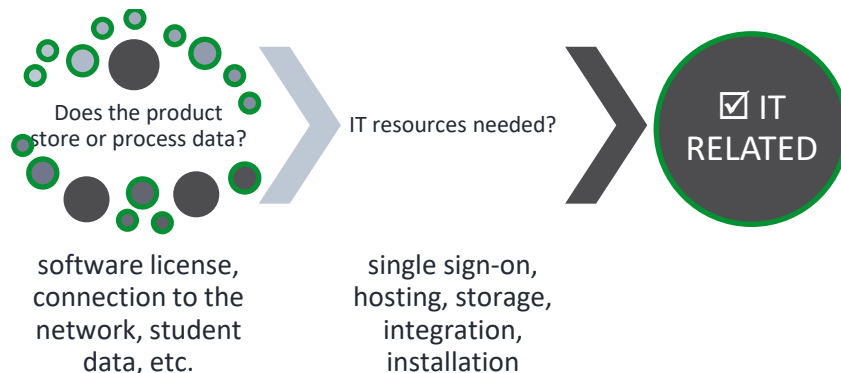 Does the product
store or process data?
IT resources needed?
☑ IT
RELATED
software license,
connection to the
network, student
data, etc.
single sign-on,
hosting, storage,
integration,
installation